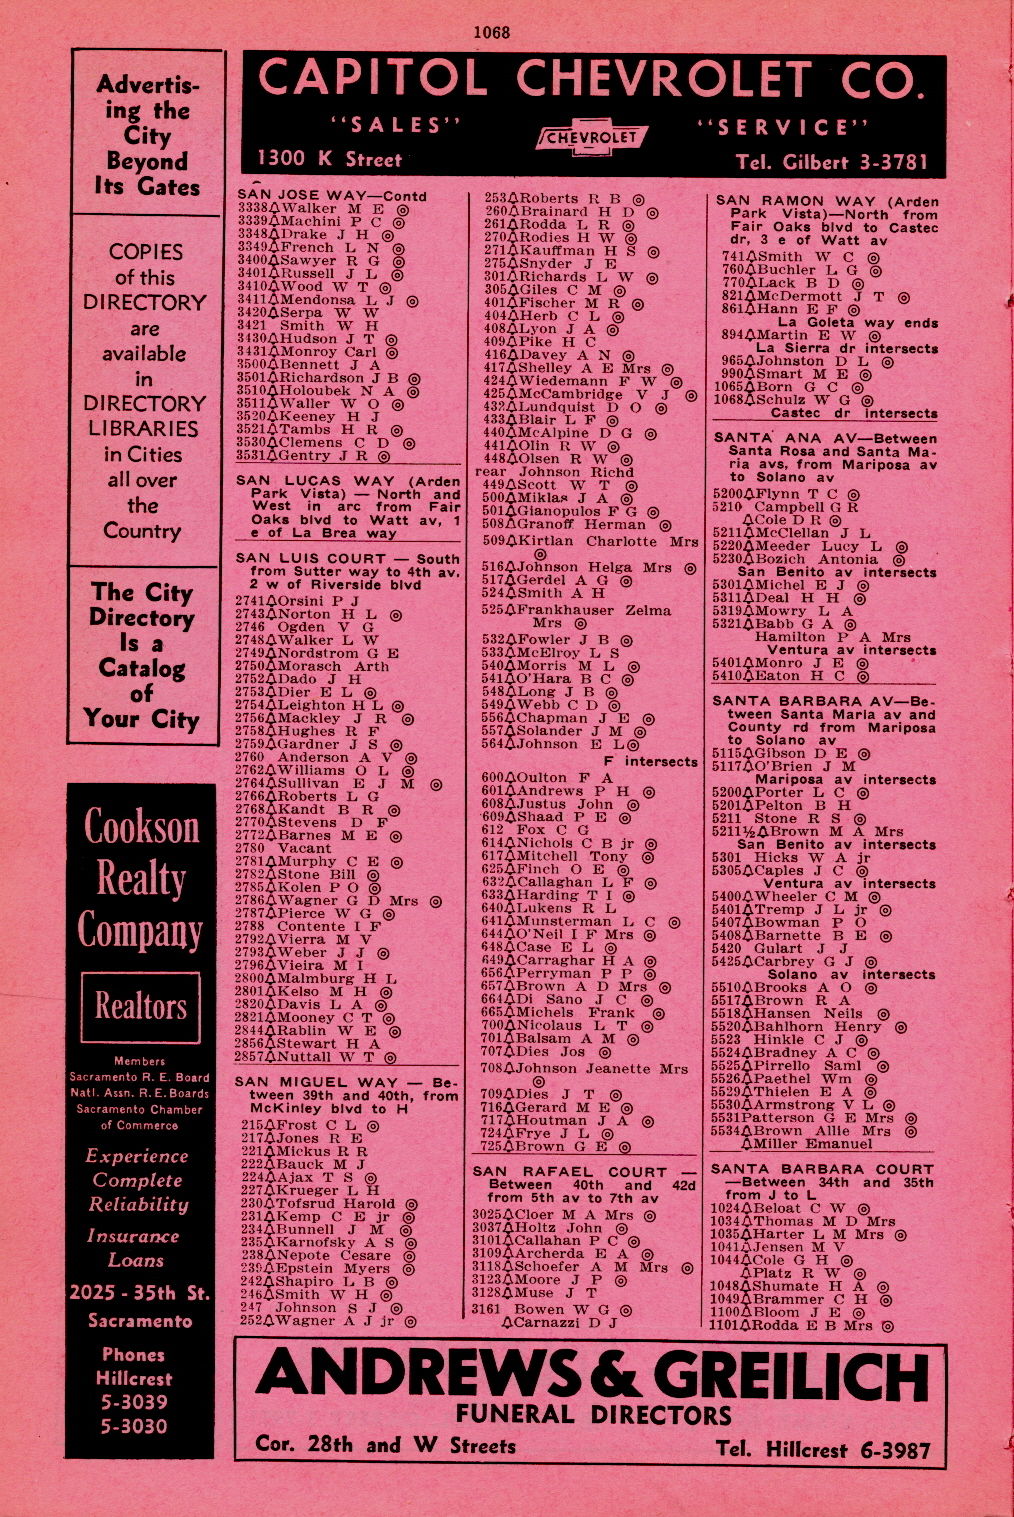 1068
Advertis-
ing the
City
Beyond
Its Gates
COPIES
of this
DIRECTORY
are
available
in
DIRECTORY
LIBRARIES
in Cities
all over
the
Country
The City
Directory
Is a
Catalog
of
Your City
Cookson
Realty
Company
Realtors
Members
Sacramento R. E. Board
Natl. Assn. R. E. Boards
Sacramento Chamber
of Commerce
Experience
Complete
Reliability
Insurance
Loans
2025 - 35th St.
Sacramento
Phones
Hillcrest
5-3039
5-3030
CAPITOL CHEVROLET CO.
"SALES" CHEVROLET "SERVICE"
1300 K Street Tel. Gilbert 3-3781
SAN JOSE WAY—Contd
3338△Walker M E ◎
3339△Machini P C ◎
3348△Drake J H ◎
3349△French L N ◎
3400△Sawyer R G ◎
3401△Russell J L ◎
3410△Wood W T ◎
3411△Mendonsa L J ◎
3420△Serpa W W
3421 Smith W H
3430△Hudson J T ◎
3431△Monroy Carl ◎
3500△Bennett J A
3501△Richardson J B ◎
3510△Holoubek N A ◎
3511△Waller W O ◎
3520△Keeney H J
3521△Tambs H R ◎
3530△Clemens C D ◎
3531△Gentry J R ◎
SAN LUCAS WAY (Arden
Park Vista) — North and
West in arc from Fair
Oaks blvd to Watt av, 1
e of La Brea way
SAN LUIS COURT — South
from Sutter way to 4th av,
2 w of Riverside blvd
2741△Orsini P J
2743△Norton H L ◎
2746 Ogden V G
2748△Walker L W
2749△Nordstrom G E
2750△Morasch Arth
2752△Dado J H
2753△Dier E L ◎
2754△Leighton H L ◎
2756△Mackley J R ◎
2758△Hughes R F
2759△Gardner J S ◎
2760 Anderson A V ◎
2762△Williams O L ◎
2764△Sullivan E J M ◎
2766△Roberts L G
2768△Kandt B R ◎
2770△Stevens D F
2772△Barnes M E ◎
2780 Vacant
2781△Murphy C E ◎
2782△Stone Bill ◎
2785△Kolen P O ◎
2786△Wagner G D Mrs ◎
2787△Pierce W G ◎
2788 Contente I F
2792△Vierra M V
2793△Weber J J ◎
2796△Vieira M I
2800△Malmburg H L
2801△Kelso M H ◎
2820△Davis L A ◎
2821△Mooney C T ◎
2844△Rablin W E ◎
2856△Stewart H A
2857△Nuttall W T ◎
SAN MIGUEL WAY — Be-
tween 39th and 40th, from
McKinley blvd to H
215△Frost C L ◎
217△Jones R E
221△Mickus R R
222△Bauck M J
224△Ajax T S ◎
227△Krueger L H
230△Tofsrud Harold ◎
231△Kemp C E jr ◎
234△Bunnell J M ◎
235△Karnofsky A S ◎
238△Nepote Cesare ◎
239△Epstein Myers ◎
242△Shapiro L B ◎
246△Smith W H ◎
247 Johnson S J ◎
252△Wagner A J jr ◎
253△Roberts R B ◎
260△Brainard H D ◎
261△Rodda L R ◎
270△Rodies H W ◎
271△Kauffman H S ◎
275△Snyder J E
301△Richards L W ◎
305△Giles C M ◎
401△Fischer M R ◎
404△Herb C L ◎
408△Lyon J A ◎
409△Pike H C
416△Davey A N ◎
417△Shelley A E Mrs ◎
424△Wiedemann F W ◎
425△McCambridge V J ◎
432△Lundquist D O ◎
433△Blair L F ◎
440△McAlpine D G ◎
441△Olin R W ◎
448△Olsen R W ◎
rear Johnson Richd
449△Scott W T ◎
500△Miklas J A ◎
501△Gianopulos F G ◎
508△Granoff Herman ◎
509△Kirtlan Charlotte Mrs
◎
516△Johnson Helga Mrs ◎
517△Gerdel A G ◎
524△Smith A H
525△Frankhauser Zelma
Mrs ◎
532△Fowler J B ◎
533△McElroy L S
540△Morris M L ◎
541△O'Hara B C ◎
548△Long J B ◎
549△Webb C D ◎
556△Chapman J E ◎
557△Solander J M ◎
564△Johnson E L◎
F intersects
600△Oulton F A
601△Andrews P H ◎
608△Justus John ◎
609△Shaad P E ◎
612 Fox C G
614△Nichols C B jr ◎
617△Mitchell Tony ◎
625△Finch O E ◎
632△Callaghan L F ◎
633△Harding T I ◎
640△Lukens R L
641△Munsterman L C ◎
644△O'Neil I F Mrs ◎
648△Case E L ◎
649△Carraghar H A ◎
656△Perryman P P ◎
657△Brown A D Mrs ◎
664△Di Sano J C ◎
665△Michels Frank ◎
700△Nicolaus L T ◎
701△Balsam A M ◎
707△Dies Jos ◎
708△Johnson Jeanette Mrs
◎
709△Dies J T ◎
716△Gerard M E ◎
717△Houtman J A ◎
724△Frye J L ◎
725△Brown G E ◎
SAN RAFAEL COURT —
Between 40th and 42d
from 5th av to 7th av
3025△Cloer M A Mrs ◎
3037△Holtz John ◎
3101△Callahan P C ◎
3109△Archerda E A ◎
3118△Schoefer A M Mrs ◎
3123△Moore J P ◎
3128△Muse J T
3161 Bowen W G ◎
△Carnazzi D J
SAN RAMON WAY (Arden
Park Vista)—North from
Fair Oaks blvd to Castec
dr, 3 e of Watt av
741△Smith W C ◎
760△Buchler L G ◎
770△Lack B D ◎
821△McDermott J T ◎
861△Hann E F ◎
La Goleta way ends
894△Martin E W ◎
La Sierra dr intersects
965△Johnston D L ◎
990△Smart M E ◎
1065△Born G C ◎
1068△Schulz W G ◎
Castec dr intersects
SANTA ANA AV—Between
Santa Rosa and Santa Ma-
ria avs, from Mariposa av
to Solano av
5200△Flynn T C ◎
5210 Campbell G R
△Cole D R ◎
5211△McClellan J L
5220△Meeder Lucy L ◎
5230△Bozich Antonia ◎
San Benito av intersects
5301△Michel E J ◎
5311△Deal H H ◎
5319△Mowry L A
5321△Babb G A ◎
Hamilton P A Mrs
Ventura av intersects
5401△Monro J E ◎
5410△Eaton H C ◎
SANTA BARBARA AV—Be-
tween Santa Maria av and
County rd from Mariposa
to Solano av
5115△Gibson D E ◎
5117△O'Brien J M
Mariposa av intersects
5200△Porter L C ◎
5201△Pelton B H
5211 Stone R S ◎
5211½△Brown M A Mrs
San Benito av intersects
5301 Hicks W A jr
5305△Caples J C ◎
Ventura av intersects
5400△Wheeler C M ◎
5401△Tremp J L jr ◎
5407△Bowman P O
5408△Barnette B E ◎
5420 Gulart J J
5425△Carbrey G J ◎
Solano av intersects
5510△Brooks A O ◎
5517△Brown R A
5518△Hansen Neils ◎
5520△Bahlhorn Henry ◎
5523 Hinkle C J ◎
5524△Bradney A C ◎
5525△Pirrello Saml ◎
5526△Paethel Wm ◎
5529△Thielen E A ◎
5530△Armstrong V L ◎
5531Patterson G E Mrs ◎
5534△Brown Allie Mrs ◎
△Miller Emanuel
SANTA BARBARA COURT
—Between 34th and 35th
from J to L
1024△Beloat C W ◎
1034△Thomas M D Mrs
1035△Harter L M Mrs ◎
1041△Jensen M V
1044△Cole G H ◎
△Platz R W ◎
1048△Shumate H A ◎
1049△Brammer C H ◎
1100△Bloom J E ◎
1101△Rodda E B Mrs ◎
ANDREWS & GREILICH
FUNERAL DIRECTORS
Cor. 28th and W Streets Tel. Hillcrest 6-3987